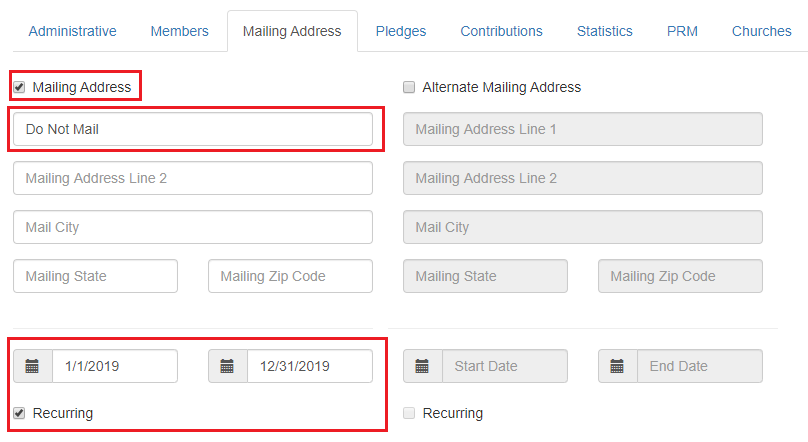 Administrative Members Mailing Address Pledges Contributions Statistics PRM Churches
Mailing Address Alternate Mailing Address
Do Not Mail Mailing Address Line 1
Mailing Address Line 2 Mailing Address Line 2
Mail City Mail City
Mailing State Mailing Zip Code Mailing State Mailing Zip Code
1/1/2019 12/31/2019 Start Date End Date
Recurring Recurring